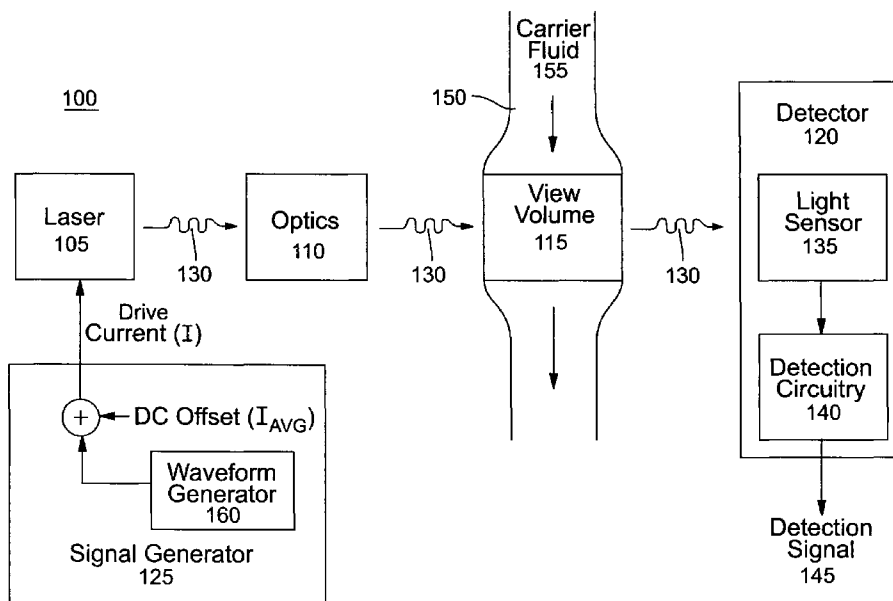 100
Carrier
Fluid
155
150
Detector
120
Laser
105
130
Optics
110
130
View
Volume
115
130
Light
Sensor
135
Drive
Current (I)
Detection
Circuitry
140
+
DC Offset (I_AVG)
Waveform
Generator
160
Signal Generator
125
Detection
Signal
145